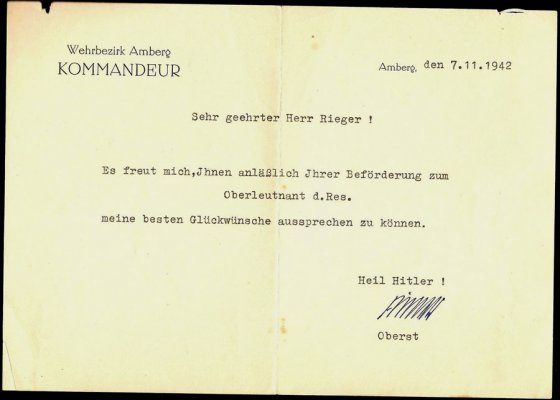 Wehrbezirk Amberg
KOMMANDEUR
Amberg, den 7.11.1942
Sehr geehrter Herr Rieger !
Es freut mich,Jhnen anläßlich Jhrer Beförderung zum
Oberleutnant d.Res.
meine besten Glückwünsche aussprechen zu können.
Heil Hitler !
Oberst